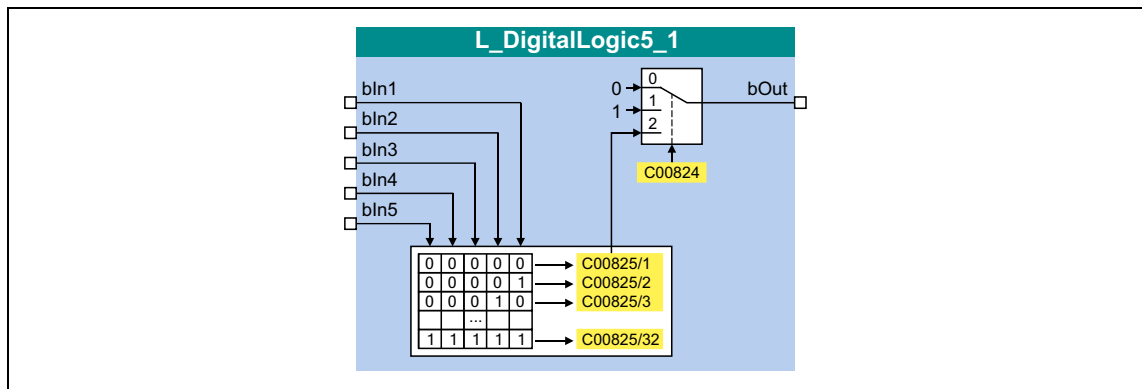 L_DigitalLogic5_1
bIn1
bIn2
bIn3
bIn4
bIn5
0
0
1
1
2
bOut
C00824
0 0 0 0 0 C00825/1
0 0 0 0 1 C00825/2
0 0 0 1 0 C00825/3
...
1 1 1 1 1 C00825/32